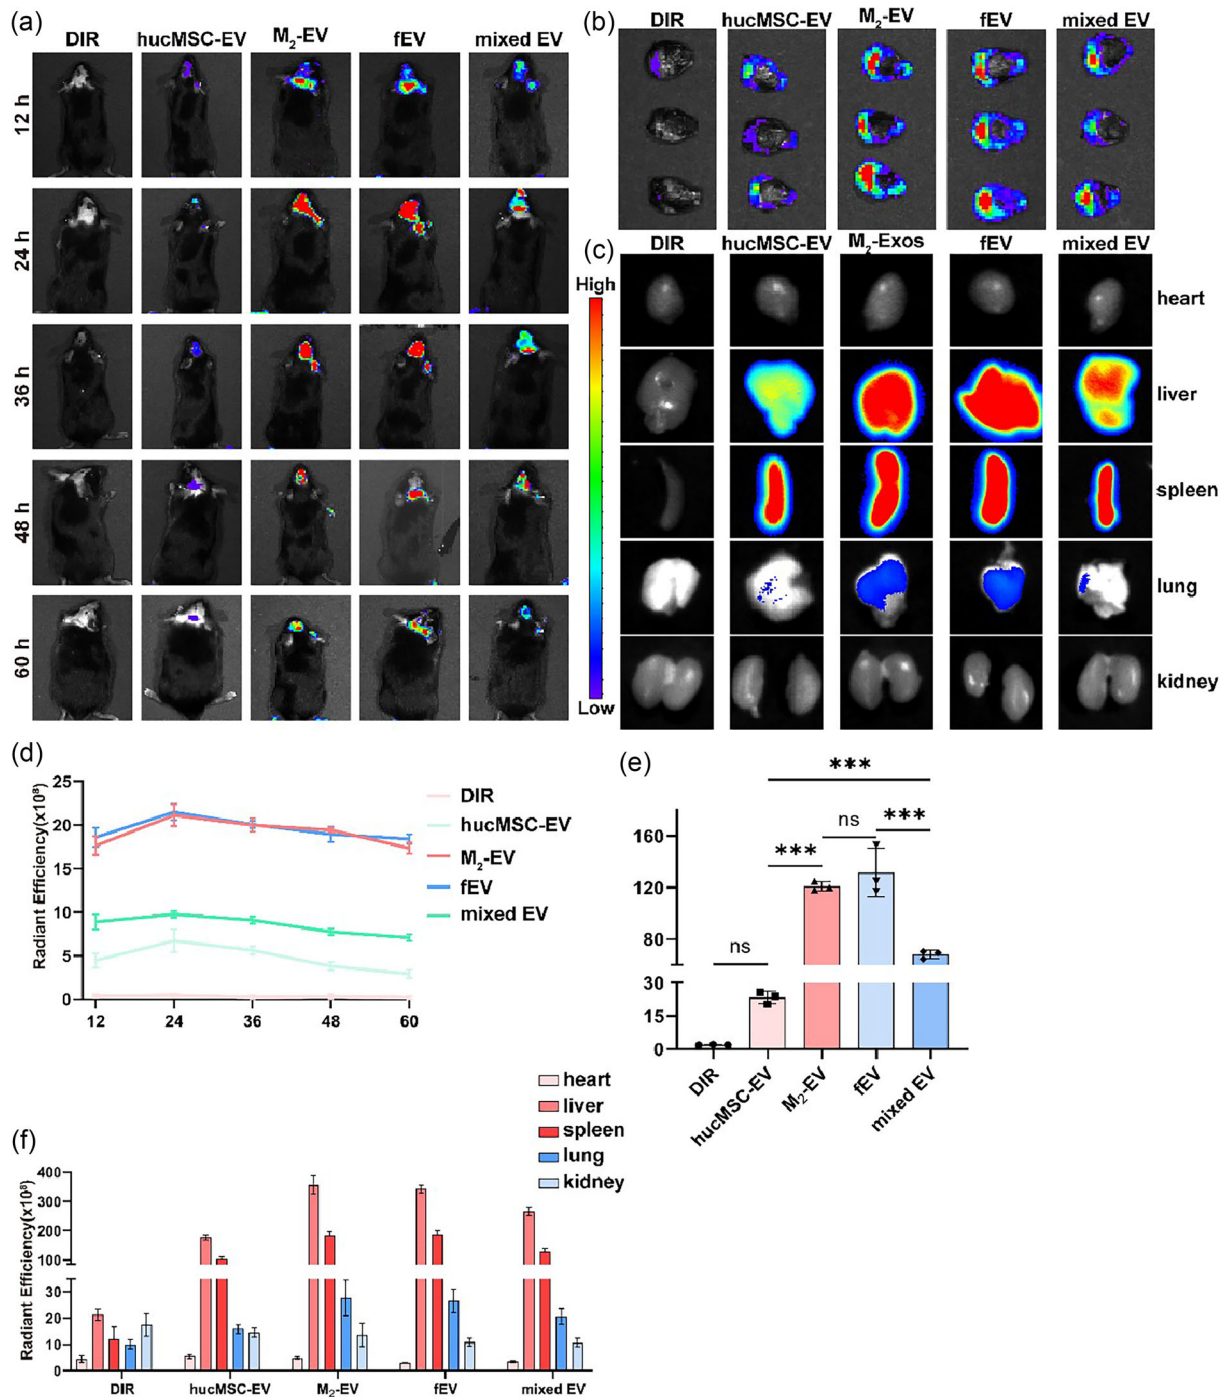 (a)
DIR hucMSC-EV M₂-EV fEV mixed EV
12 h
24 h
36 h
48 h
60 h
(b)
DIR hucMSC-EV M₂-EV fEV mixed EV
High
Low
(c)
DIR hucMSC-EV M₂-Exos fEV mixed EV
heart
liver
spleen
lung
kidney
(d)
Radiant Efficiency(x10⁸)
25
20
15
10
5
0
12 24 36 48 60
DIR
hucMSC-EV
M₂-EV
fEV
mixed EV
(e)
***
ns ***
***
ns
160
120
80
30
15
0
DIR hucMSC-EV M₂-EV fEV mixed EV
(f)
heart
liver
spleen
lung
kidney
Radiant Efficiency(x10⁸)
400
300
200
100
30
20
10
0
DIR hucMSC-EV M₂-EV fEV mixed EV